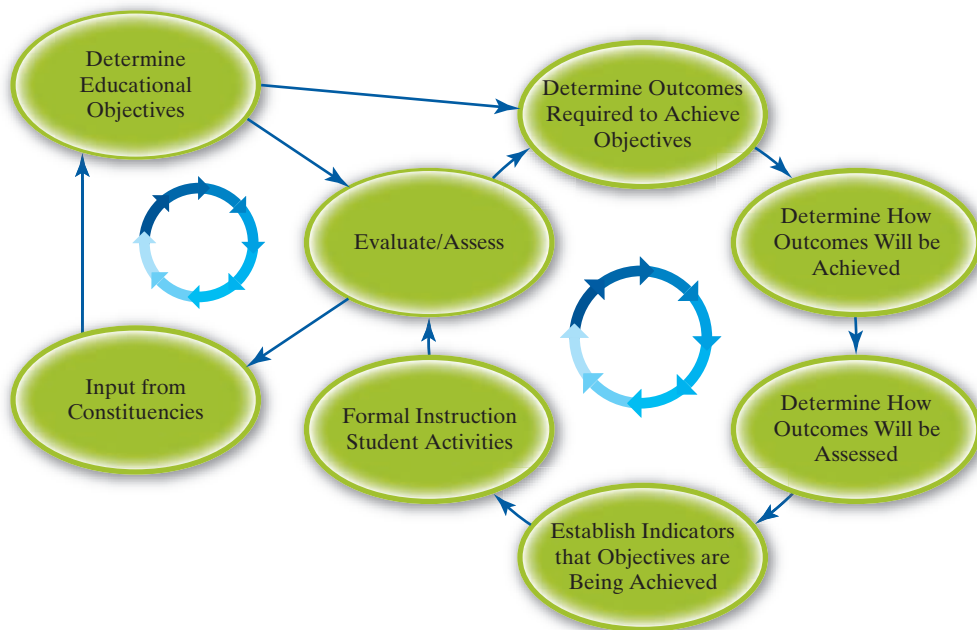 Determine
Educational
Objectives
Determine Outcomes
Required to Achieve
Objectives
Evaluate/Assess
Determine How
Outcomes Will be
Achieved
Input from
Constituencies
Formal Instruction
Student Activities
Determine How
Outcomes Will be
Assessed
Establish Indicators
that Objectives are
Being Achieved